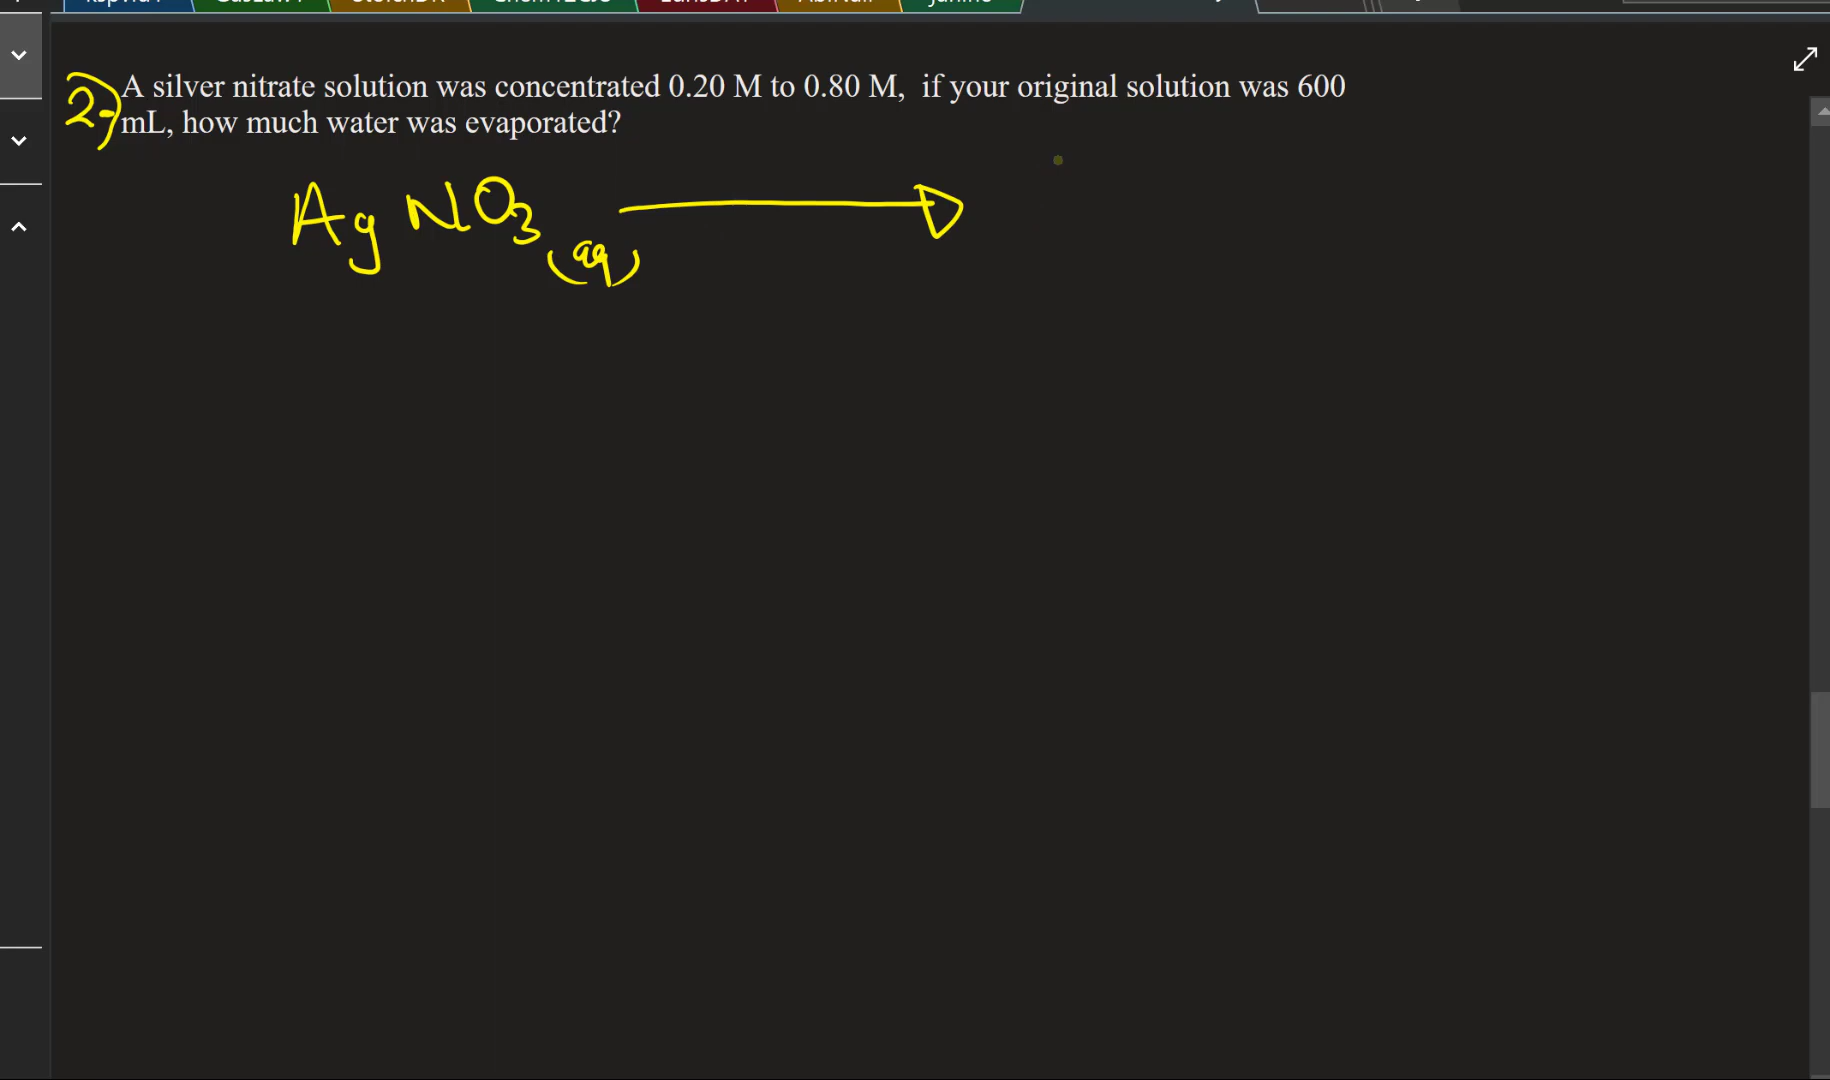 2-) A silver nitrate solution was concentrated 0.20 M to 0.80 M, if your original solution was 600
mL, how much water was evaporated?
AgNO3(aq) →